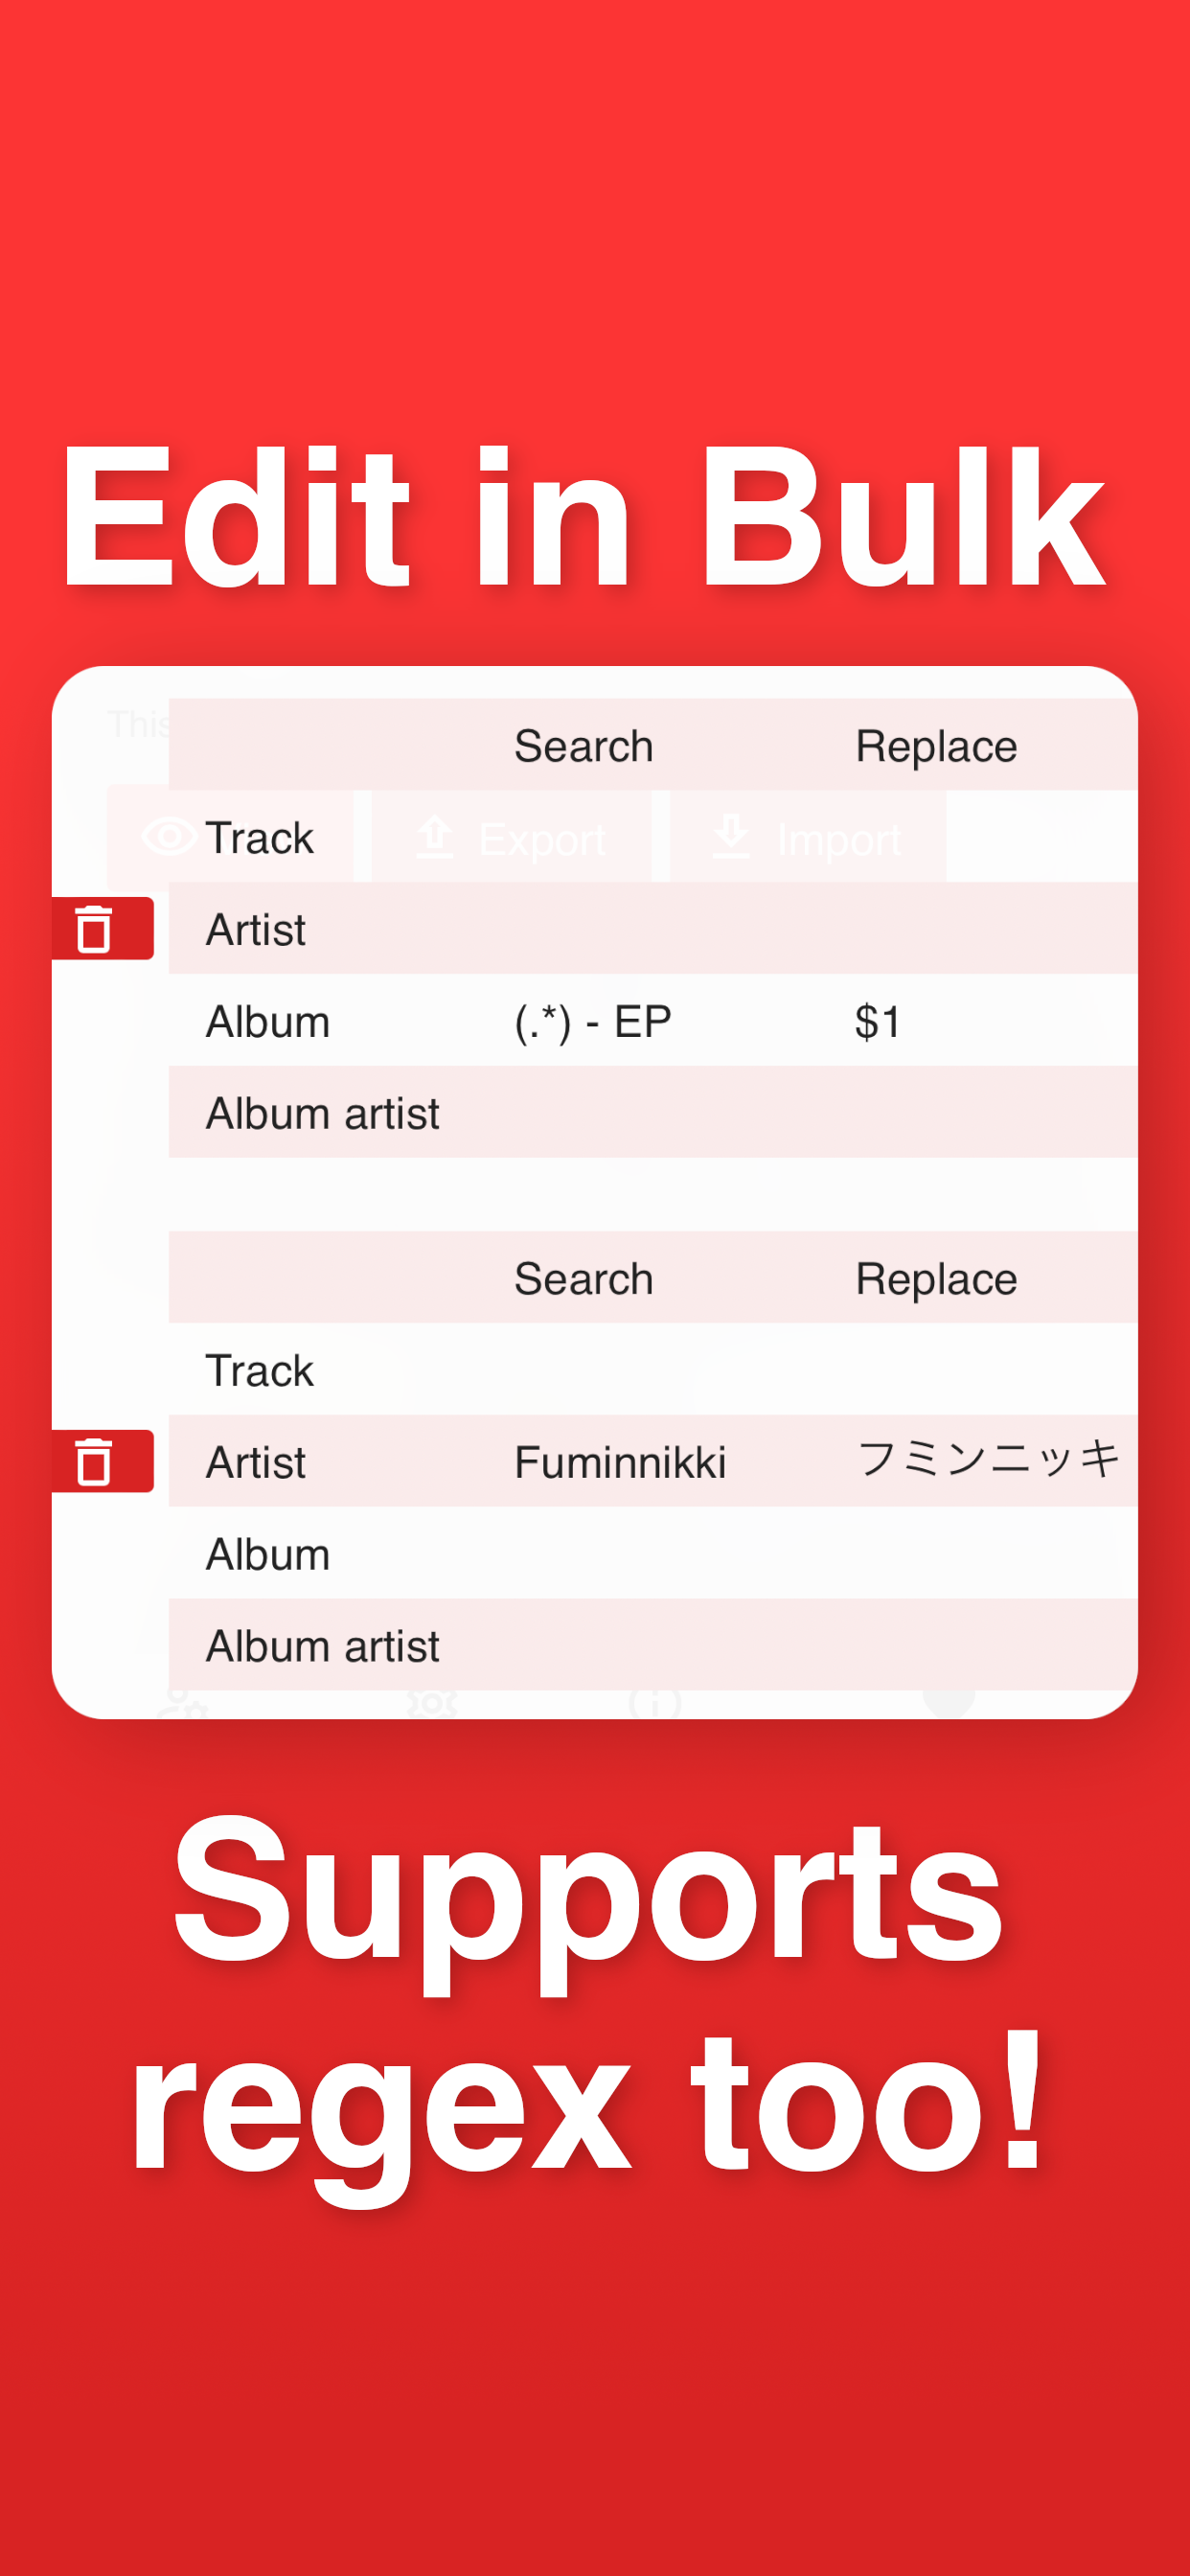 Edit in Bulk
This
Search Replace
Track
Export Import
Artist
Album (.*) - EP $1
Album artist
Search Replace
Track
Artist Fuminnikki フミンニッキ
Album
Album artist
Supports
regex too!